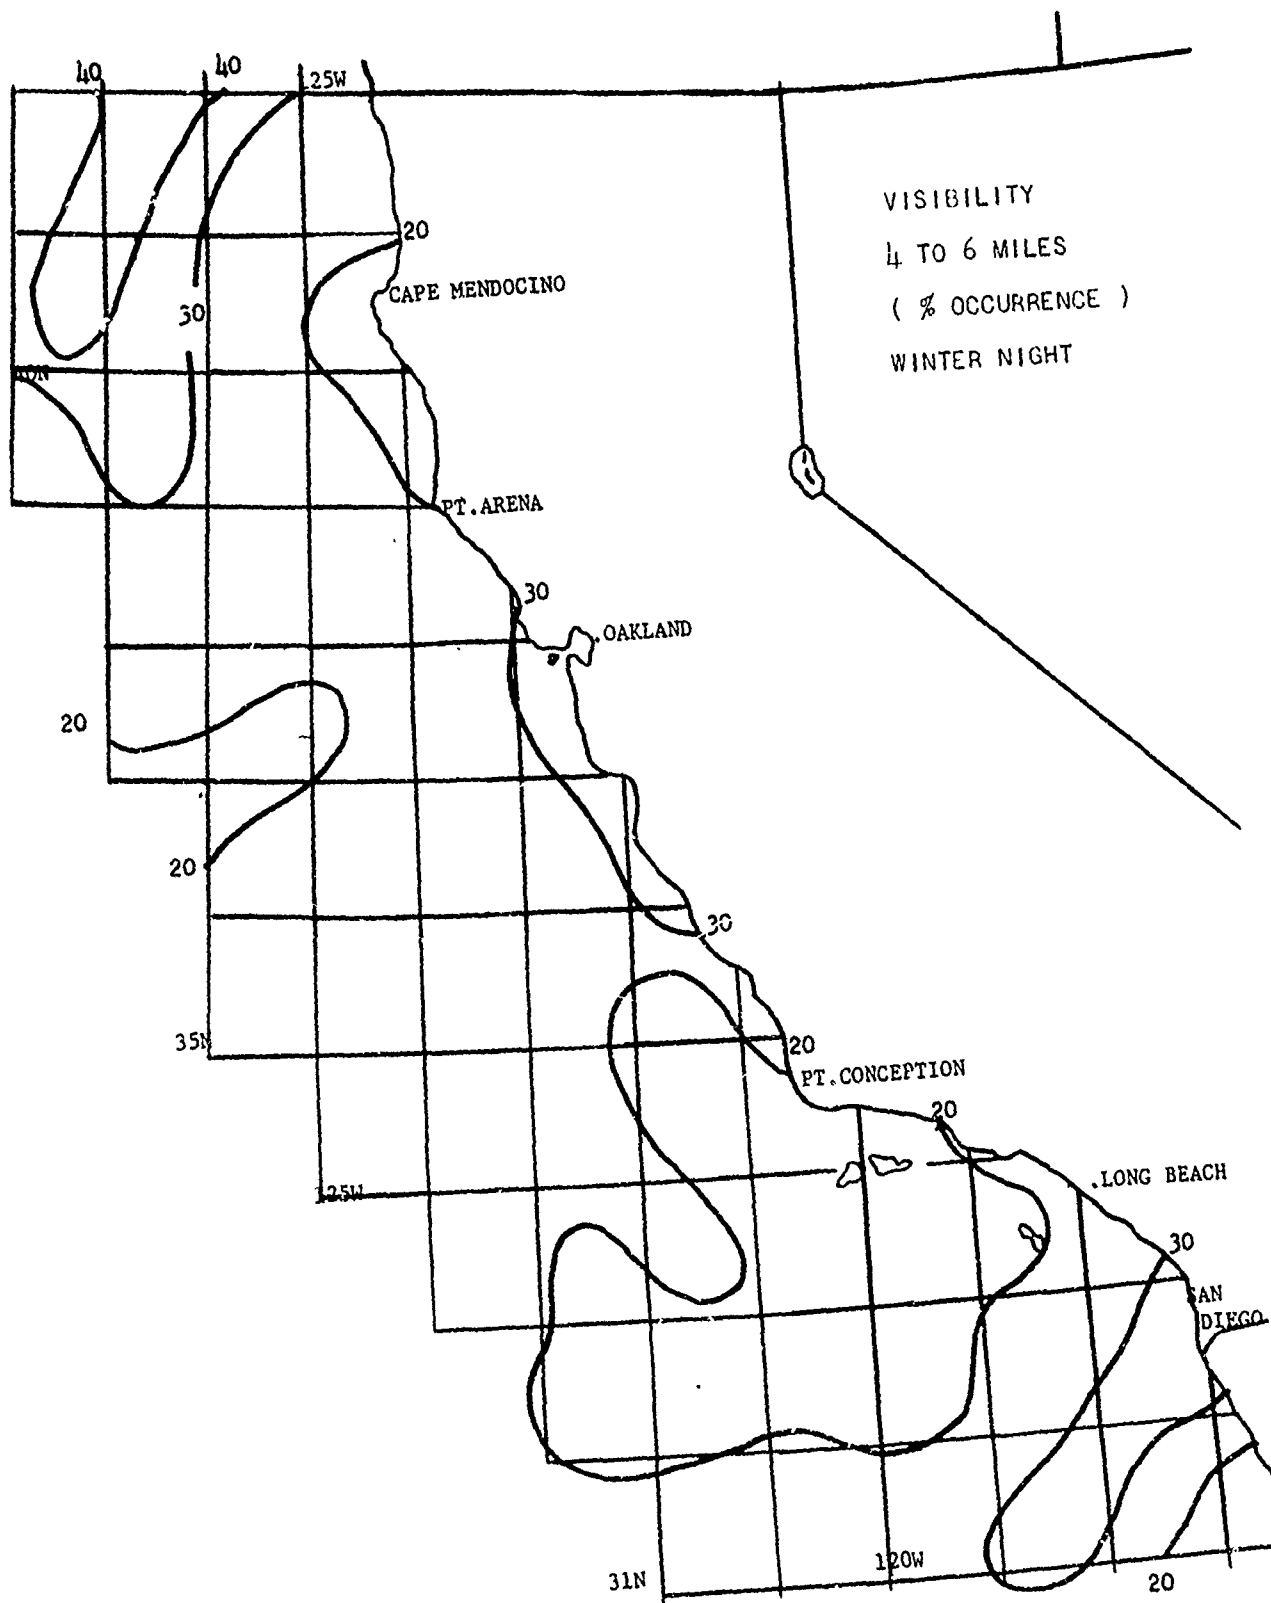 40
40
25W
VISIBILITY
4 TO 6 MILES
( % OCCURRENCE )
WINTER NIGHT
20
CAPE MENDOCINO
30
40N
PT.ARENA
30
.OAKLAND
20
20
30
35N
20
PT.CONCEPTION
20
125W
.LONG BEACH
30
SAN
DIEGO
120W
31N
20